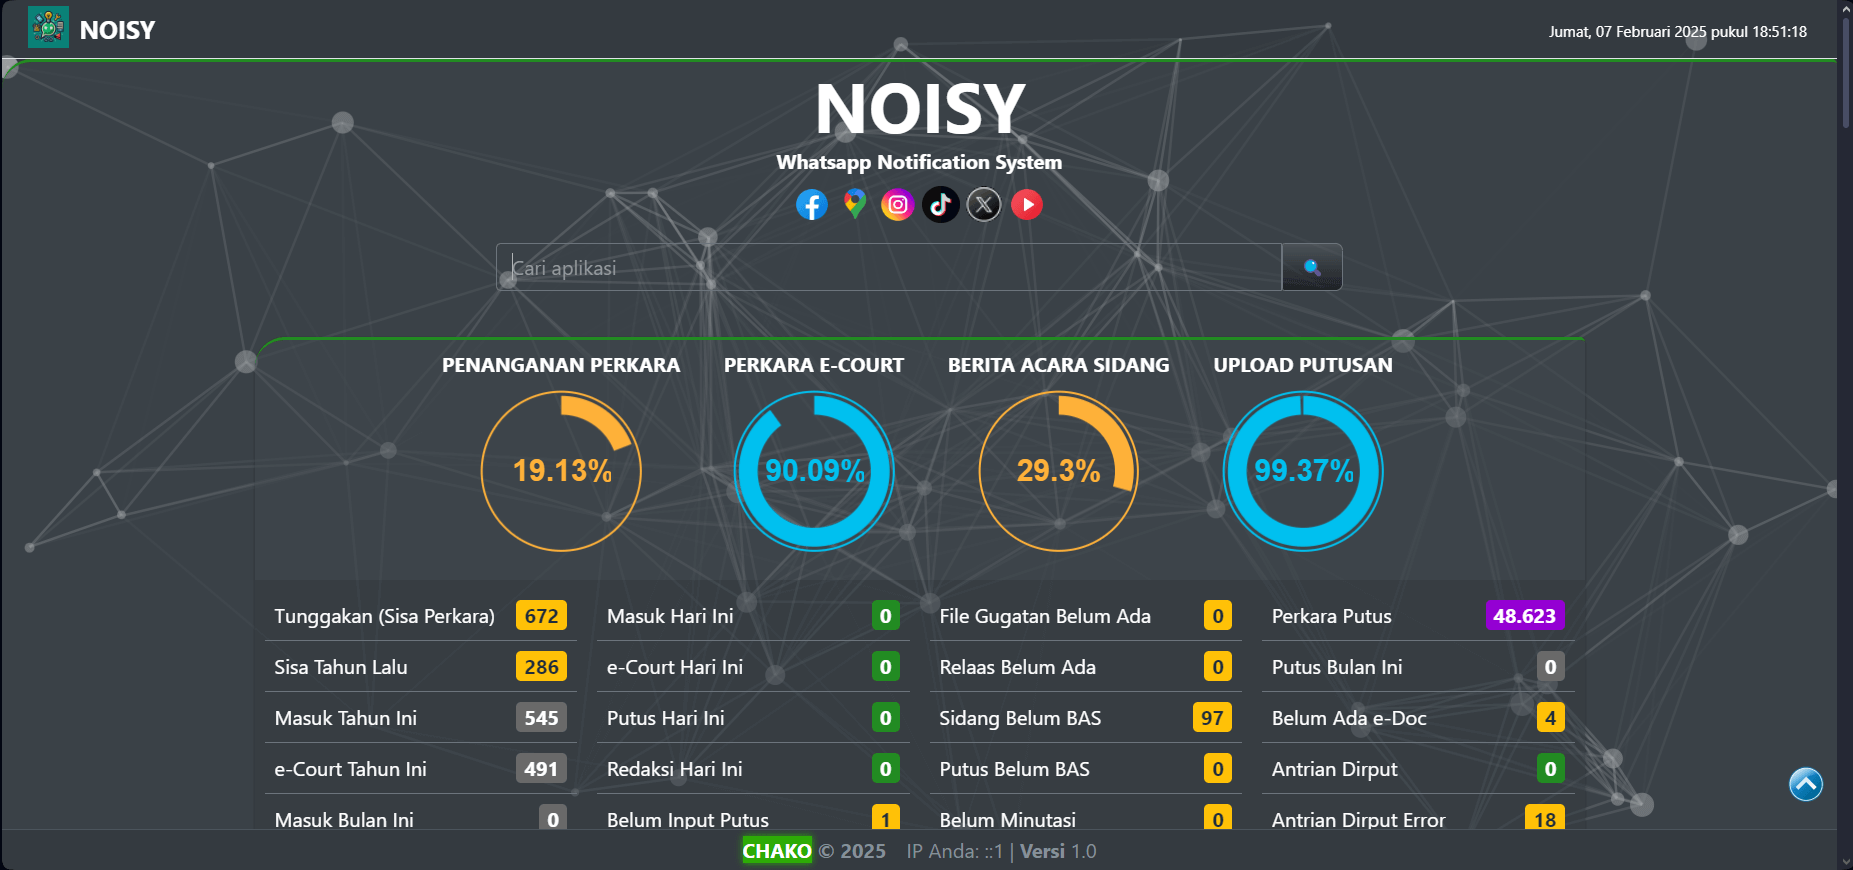 NOISY
Jumat, 07 Februari 2025 pukul 18:51:18
NOISY
Whatsapp Notification System
Cari aplikasi
PENANGANAN PERKARA PERKARA E-COURT BERITA ACARA SIDANG UPLOAD PUTUSAN
19.13% 90.09% 29.3% 99.37%
Tunggakan (Sisa Perkara) 672 Masuk Hari Ini 0 File Gugatan Belum Ada 0 Perkara Putus 48.623
Sisa Tahun Lalu 286 e-Court Hari Ini 0 Relaas Belum Ada 0 Putus Bulan Ini 0
Masuk Tahun Ini 545 Putus Hari Ini 0 Sidang Belum BAS 97 Belum Ada e-Doc 4
e-Court Tahun Ini 491 Redaksi Hari Ini 0 Putus Belum BAS 0 Antrian Dirput 0
Masuk Bulan Ini 0 Belum Input Putus 1 Belum Minutasi 0 Antrian Dirput Error 18
CHAKO © 2025 IP Anda: ::1 | Versi 1.0